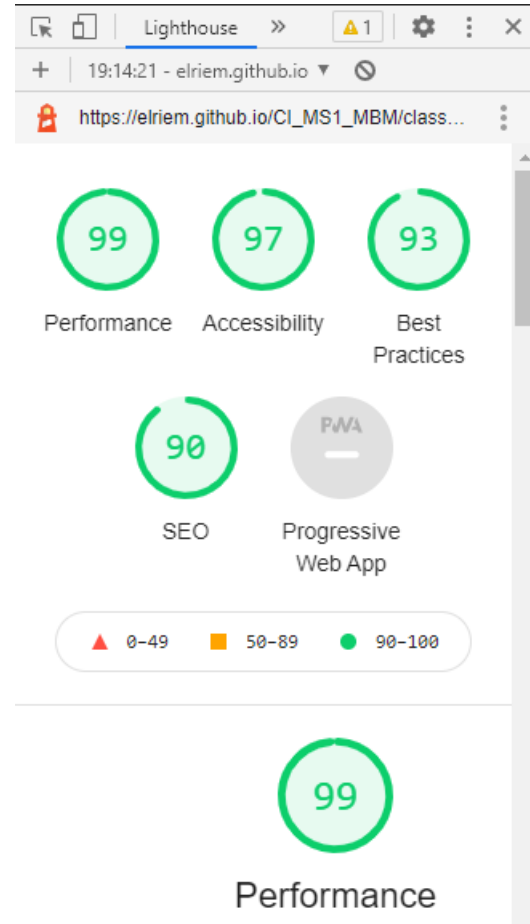 Lighthouse » 1
19:14:21 - elriem.github.io ▼
https://elriem.github.io/CI_MS1_MBM/class…
99 97 93
Performance Accessibility Best
Practices
90 PWA
SEO Progressive
Web App
0–49 50–89 90–100
99
Performance